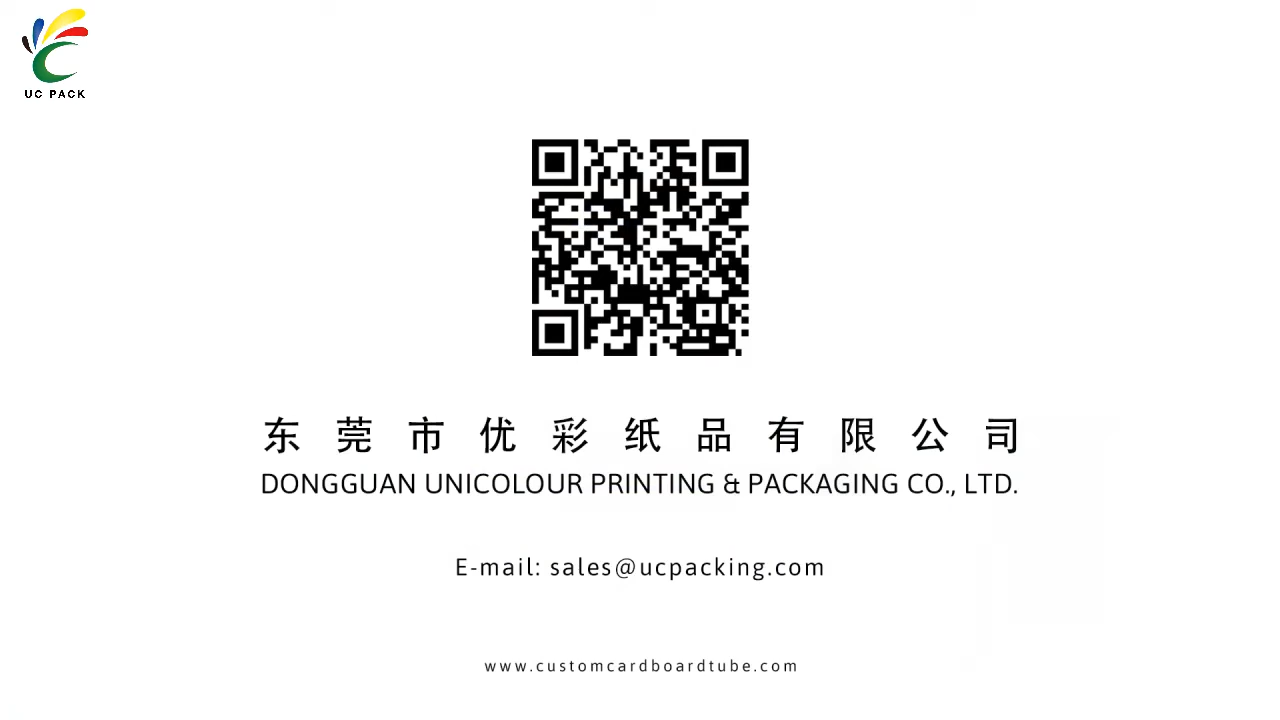 UC PACK
东莞市优彩纸品有限公司
DONGGUAN UNICOLOUR PRINTING & PACKAGING CO., LTD.
E-mail: sales@ucpacking.com
www.customcardboardtube.com